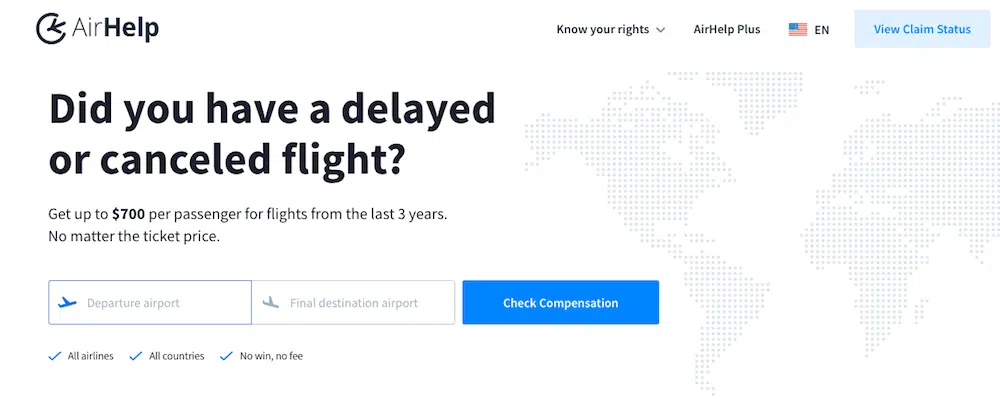 AirHelp
Know your rights
AirHelp Plus
EN
View Claim Status
Did you have a delayed
or canceled flight?
Get up to $700 per passenger for flights from the last 3 years.
No matter the ticket price.
Departure airport
Final destination airport
Check Compensation
All airlines
All countries
No win, no fee